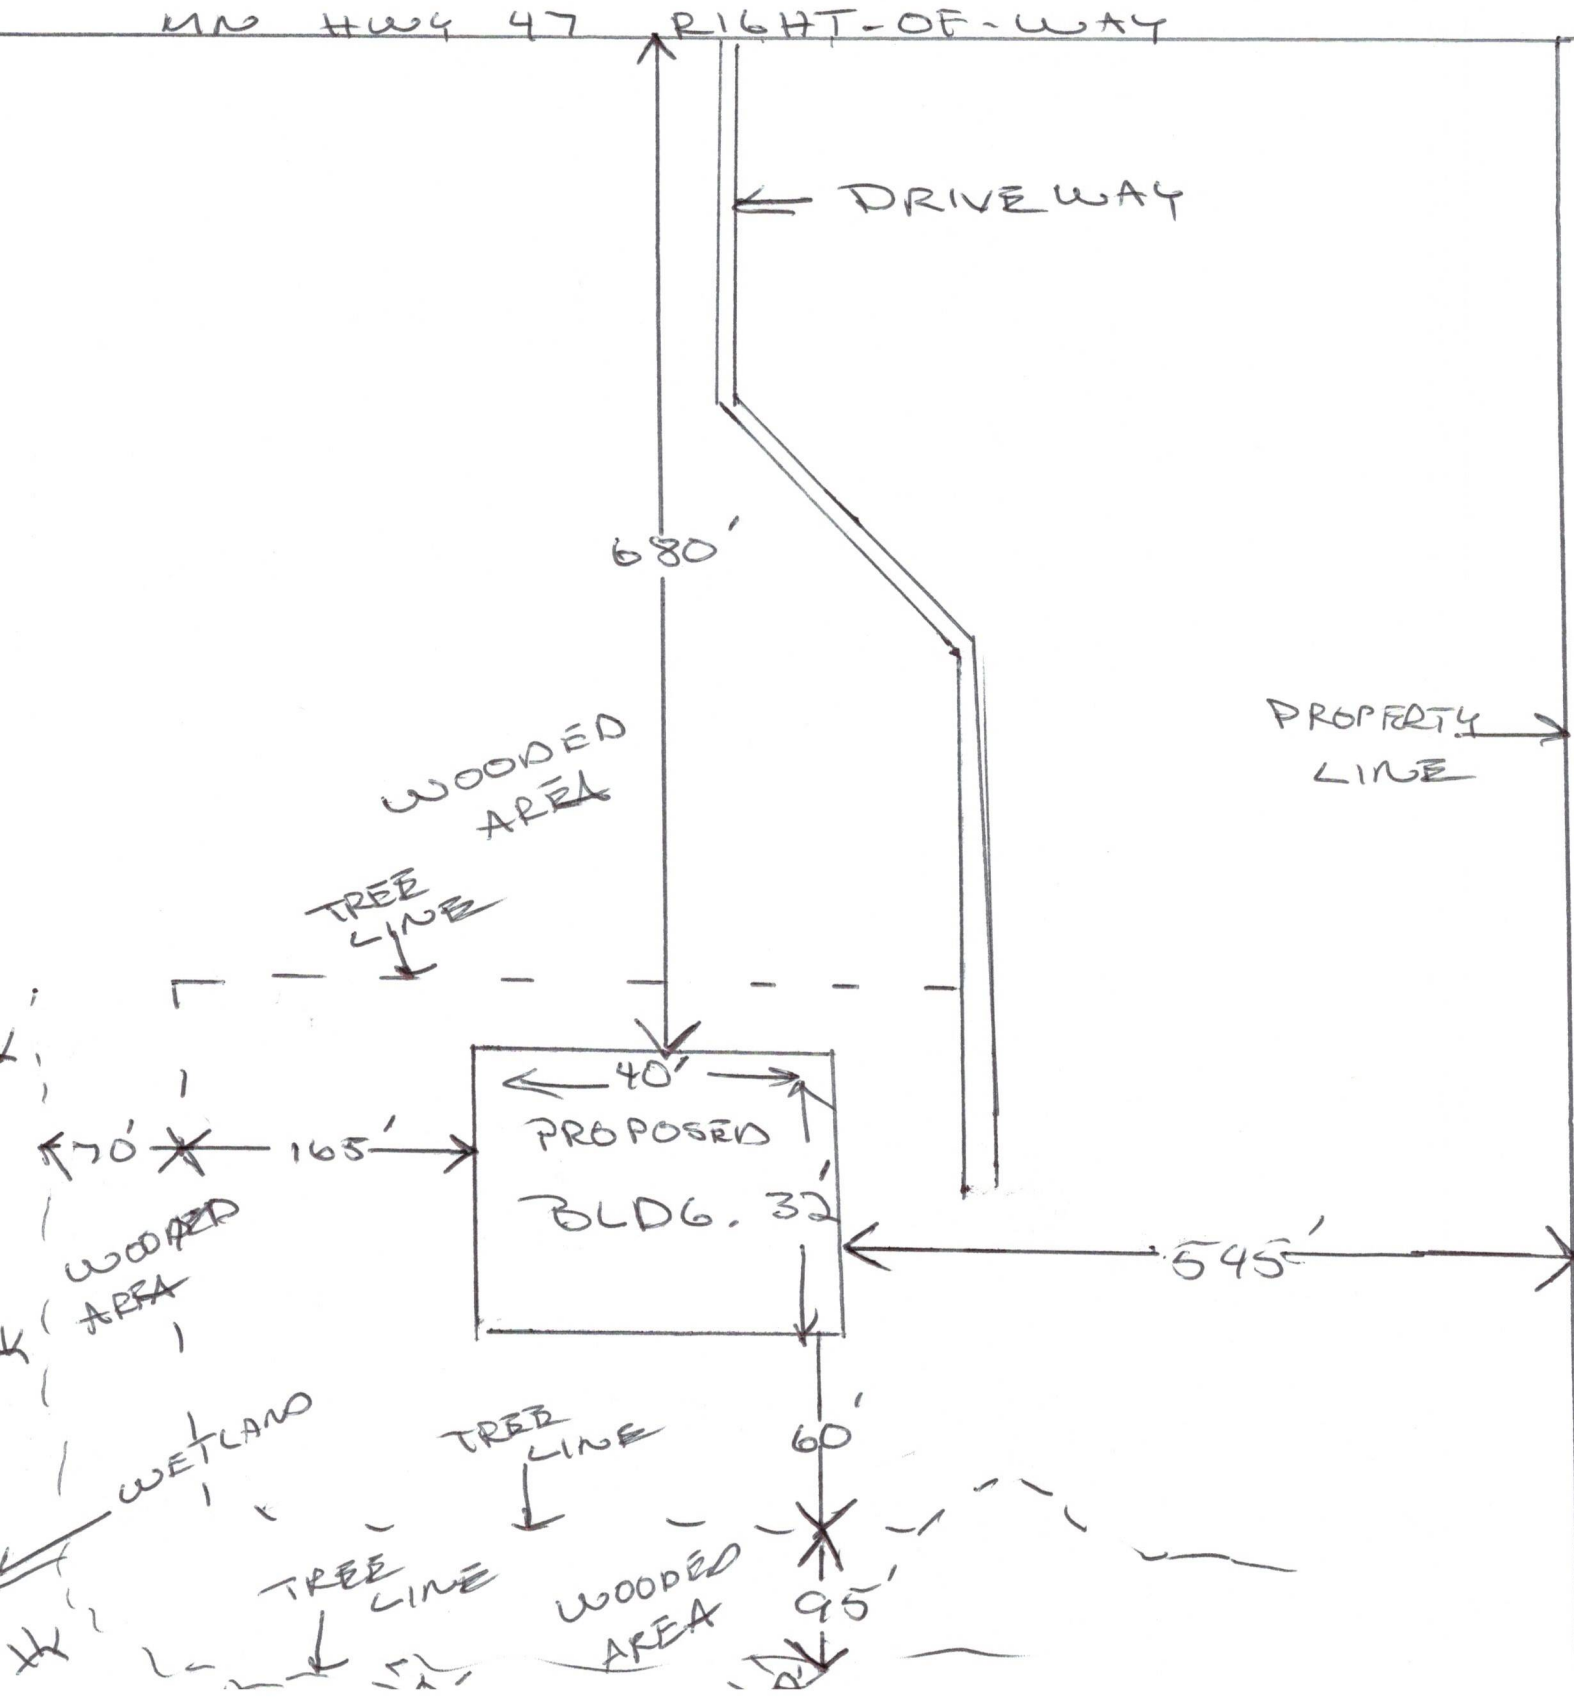 MN HWY 47 RIGHT-OF-WAY
DRIVEWAY
680'
PROPERTY
LINE
WOODED
AREA
TREE
LINE
40'
PROPOSED
BLDG. 32'
70'
165'
545'
WOODED
AREA
WETLAND
TREE
LINE
60'
TREE
LINE
WOODED
AREA
95'